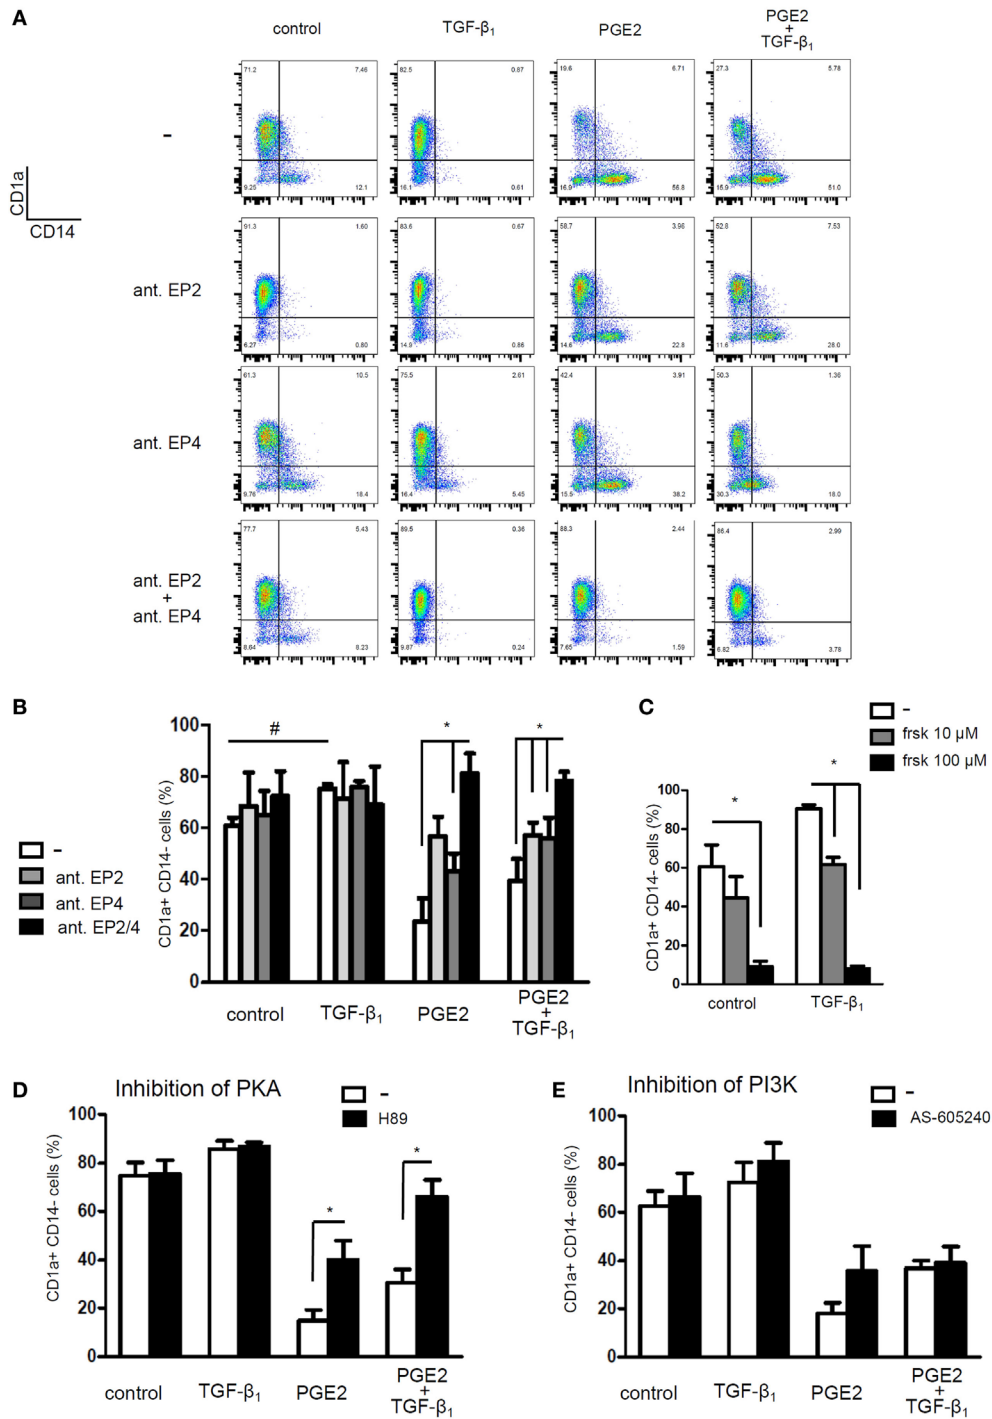 A
control
TGF-β1
PGE2
PGE2
+
TGF-β1
-
CD1a
CD14
71.2 7.46
9.25 12.1
82.5 0.87
16.1 0.61
19.6 6.71
16.9 56.8
27.3 5.78
15.9 51.0
ant. EP2
91.3 1.60
6.27 0.80
83.6 0.67
14.9 0.86
58.7 3.96
14.6 22.8
52.8 7.53
11.6 28.0
ant. EP4
61.3 10.5
9.76 18.4
75.5 2.61
16.4 5.45
42.4 3.91
15.5 38.2
50.3 1.36
30.3 18.0
ant. EP2
+
ant. EP4
77.7 5.43
8.64 8.23
89.5 0.36
9.87 0.24
88.3 2.44
7.65 1.59
86.4 2.99
6.82 3.78
B
CD1a+ CD14- cells (%)
100
80
60
40
20
0
#
*
*
-
ant. EP2
ant. EP4
ant. EP2/4
control
TGF-β1
PGE2
PGE2
+
TGF-β1
C
-
frsk 10 μM
frsk 100 μM
CD1a+ CD14- cells (%)
100
80
60
40
20
0
*
*
control
TGF-β1
D
Inhibition of PKA
-
H89
CD1a+ CD14- cells (%)
100
80
60
40
20
0
*
*
control
TGF-β1
PGE2
PGE2
+
TGF-β1
E
Inhibition of PI3K
-
AS-605240
CD1a+ CD14- cells (%)
100
80
60
40
20
0
control
TGF-β1
PGE2
PGE2
+
TGF-β1